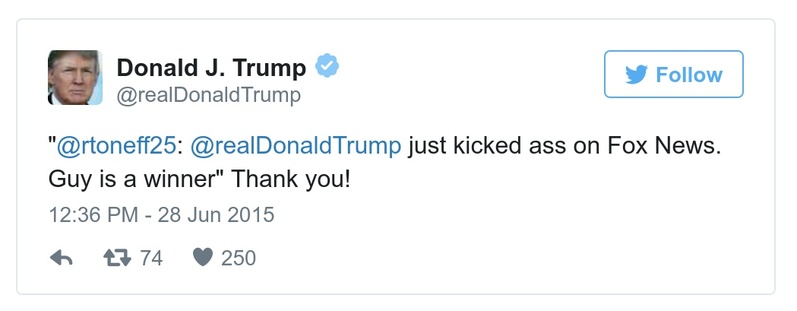 Donald J. Trump
@realDonaldTrump
Follow
"@rtoneff25: @realDonaldTrump just kicked ass on Fox News.
Guy is a winner" Thank you!
12:36 PM - 28 Jun 2015
74 250